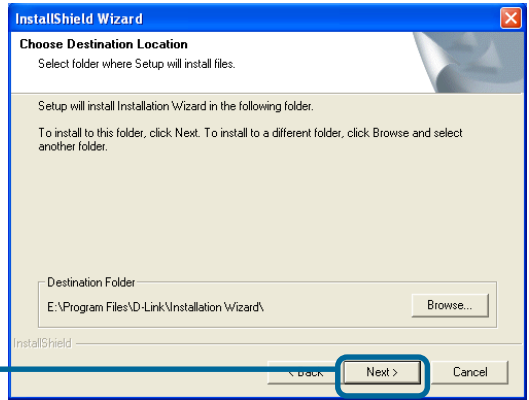 InstallShield Wizard
Choose Destination Location
Select folder where Setup will install files.
Setup will install Installation Wizard in the following folder.
To install to this folder, click Next. To install to a different folder, click Browse and select
another folder.
Destination Folder
E:\Program Files\D-Link\Installation Wizard\
Browse...
InstallShield
< Back Next > Cancel